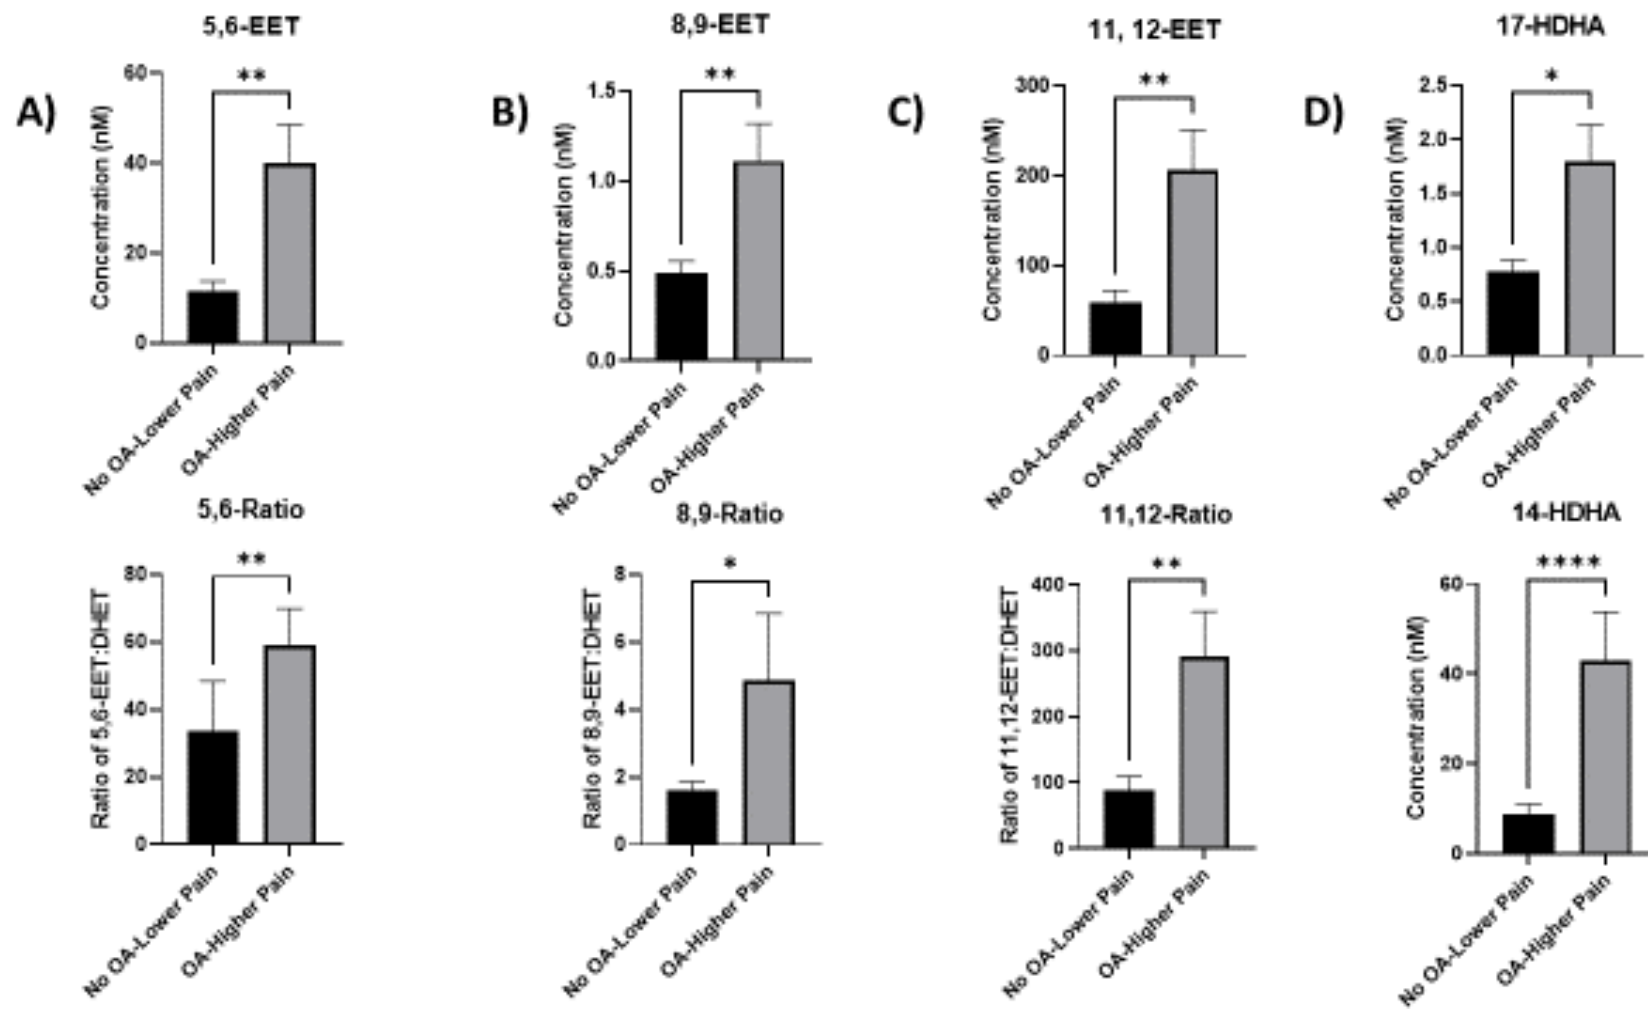 A)
5,6-EET
**
Concentration (nM)
60
40
20
0
No OA-Lower Pain
OA-Higher Pain
5,6-Ratio
**
Ratio of 5,6-EET:DHET
80
60
40
20
0
No OA-Lower Pain
OA-Higher Pain
B)
8,9-EET
**
Concentration (nM)
1.5
1.0
0.5
0.0
No OA-Lower Pain
OA-Higher Pain
8,9-Ratio
*
Ratio of 8,9-EET:DHET
8
6
4
2
0
No OA-Lower Pain
OA-Higher Pain
C)
11, 12-EET
**
Concentration (nM)
300
200
100
0
No OA-Lower Pain
OA-Higher Pain
11,12-Ratio
**
Ratio of 11,12-EET:DHET
400
300
200
100
0
No OA-Lower Pain
OA-Higher Pain
D)
17-HDHA
*
Concentration (nM)
2.5
2.0
1.5
1.0
0.5
0.0
No OA-Lower Pain
OA-Higher Pain
14-HDHA
****
Concentration (nM)
60
40
20
0
No OA-Lower Pain
OA-Higher Pain